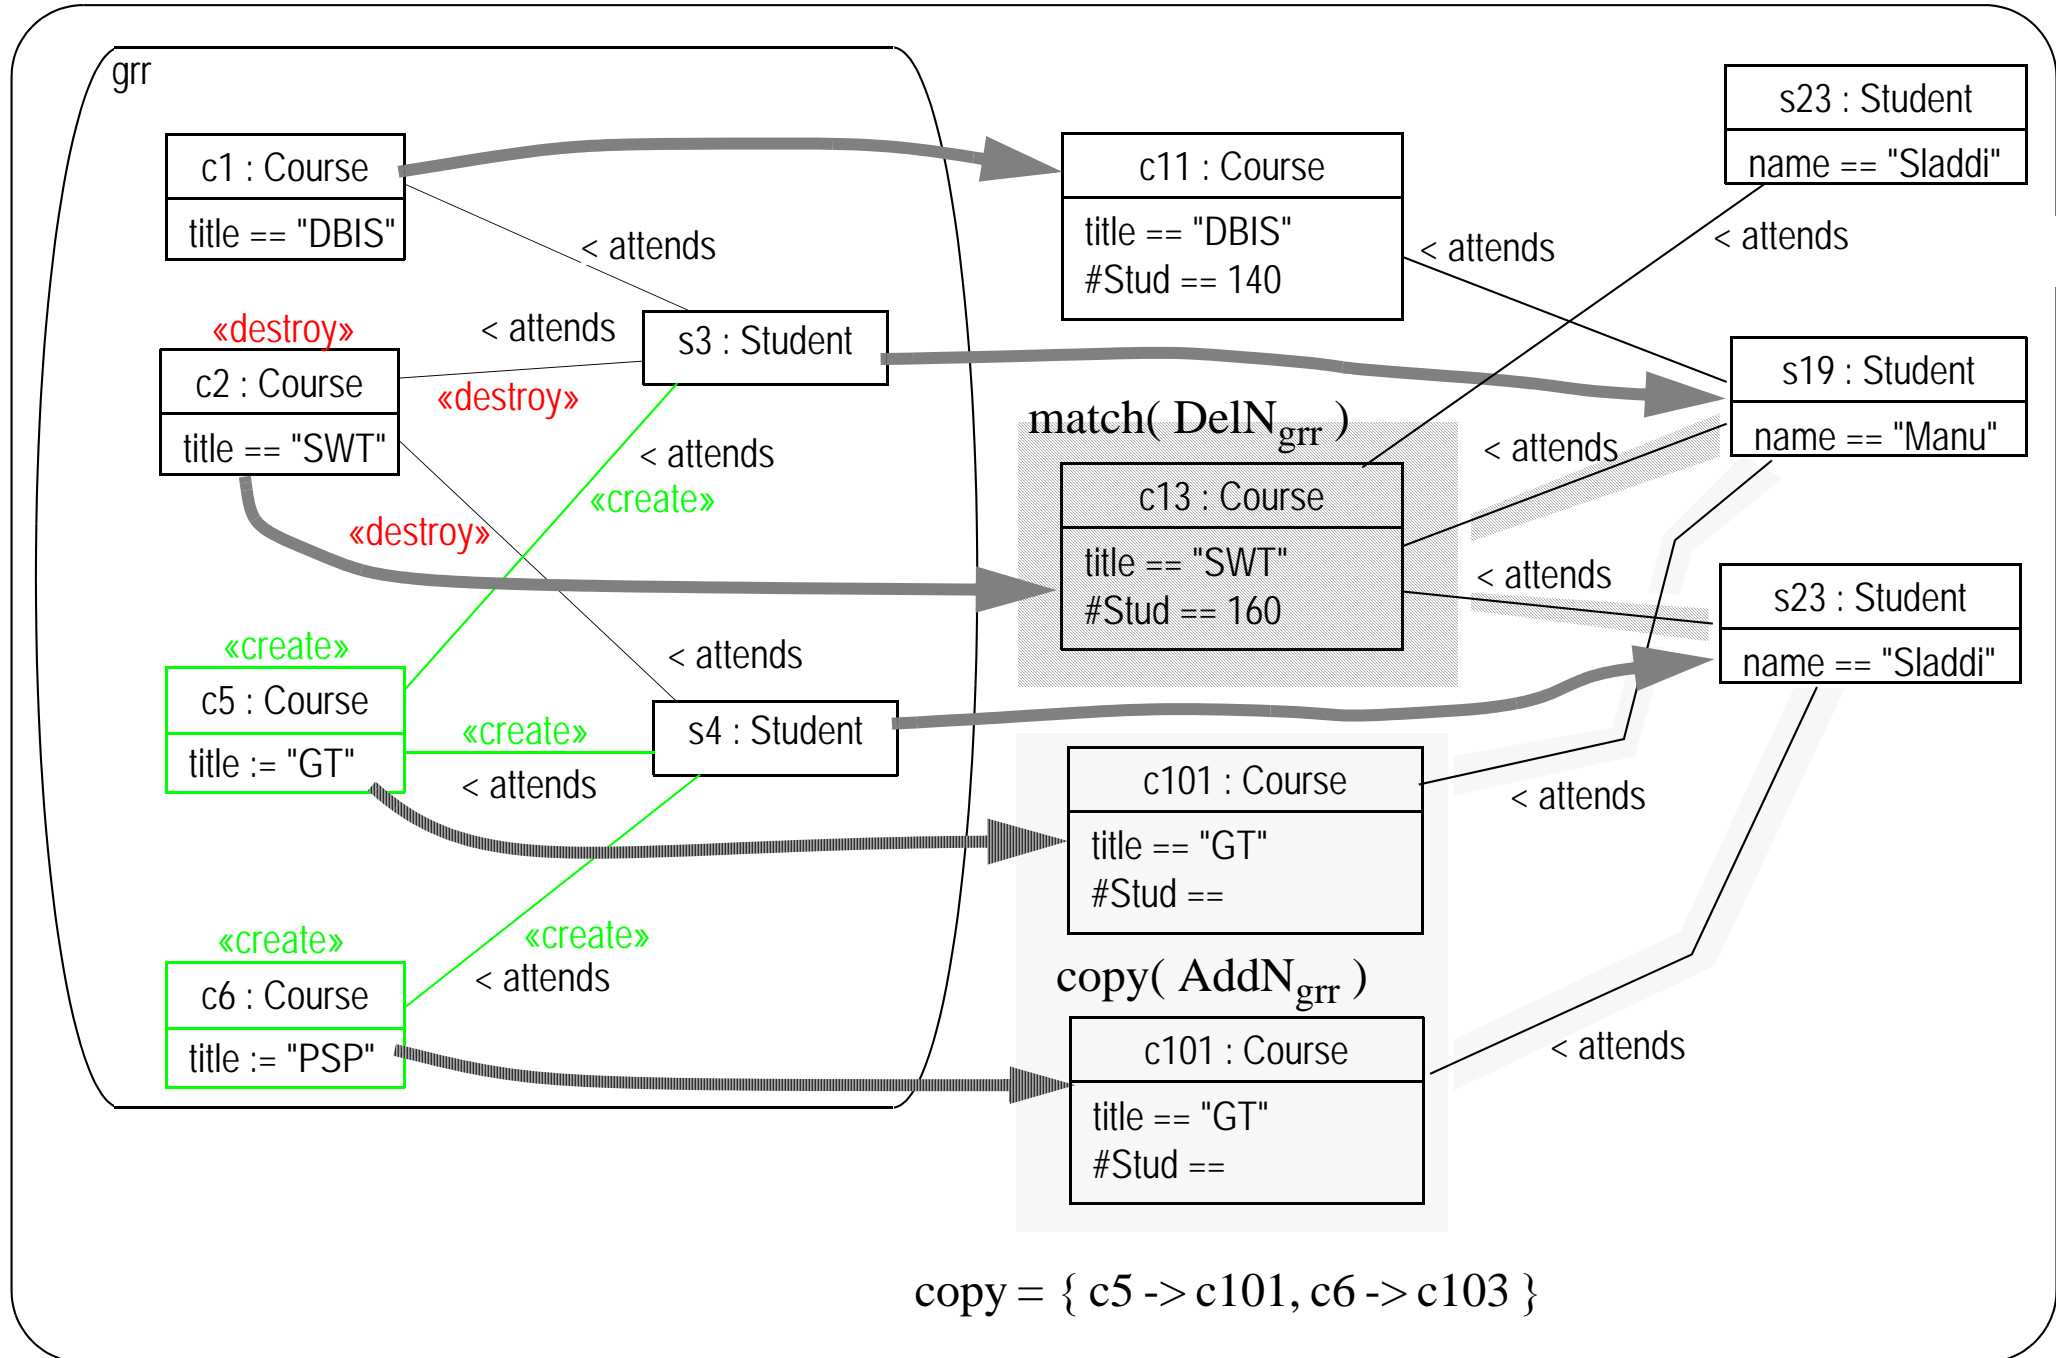 grr
c1 : Course
title == "DBIS"
< attends
«destroy»
c2 : Course
title == "SWT"
< attends
«destroy»
s3 : Student
< attends
«create»
«destroy»
< attends
«create»
c5 : Course
title := "GT"
«create»
< attends
s4 : Student
«create»
c6 : Course
title := "PSP"
«create»
< attends
c11 : Course
title == "DBIS"
#Stud == 140
< attends
s23 : Student
name == "Sladdi"
< attends
s19 : Student
name == "Manu"
match( DelNgrr )
c13 : Course
title == "SWT"
#Stud == 160
< attends
< attends
s23 : Student
name == "Sladdi"
c101 : Course
title == "GT"
#Stud ==
< attends
copy( AddNgrr )
c101 : Course
title == "GT"
#Stud ==
< attends
copy = { c5 -> c101, c6 -> c103 }